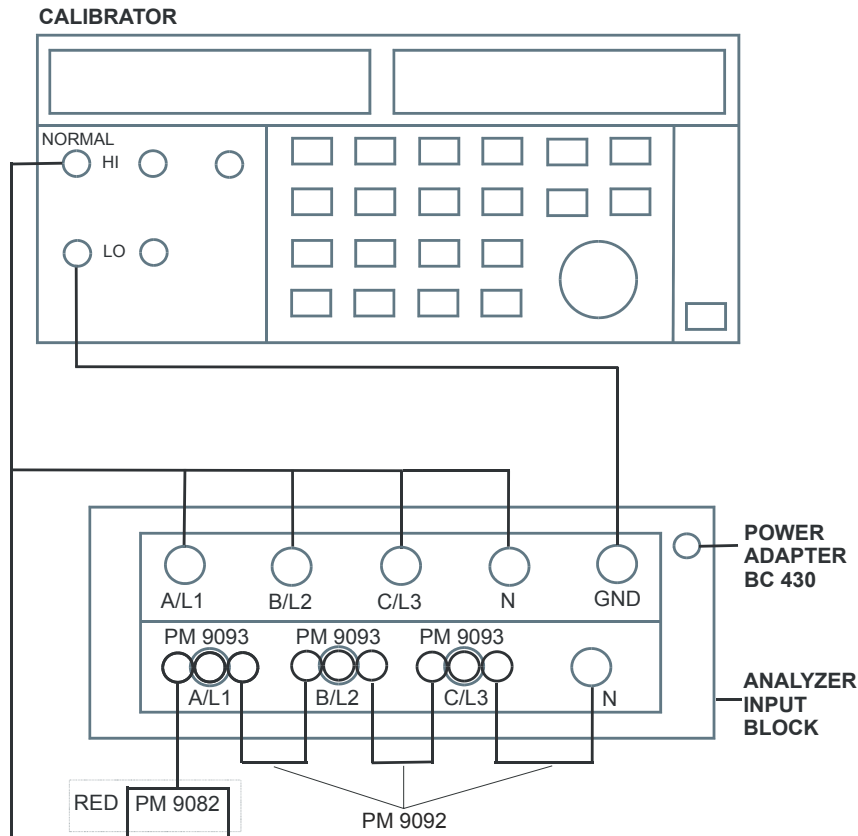 CALIBRATOR
NORMAL
HI
LO
A/L1
B/L2
C/L3
N
GND
POWER
ADAPTER
BC 430
PM 9093
PM 9093
PM 9093
A/L1
B/L2
C/L3
N
ANALYZER
INPUT
BLOCK
RED
PM 9082
PM 9092